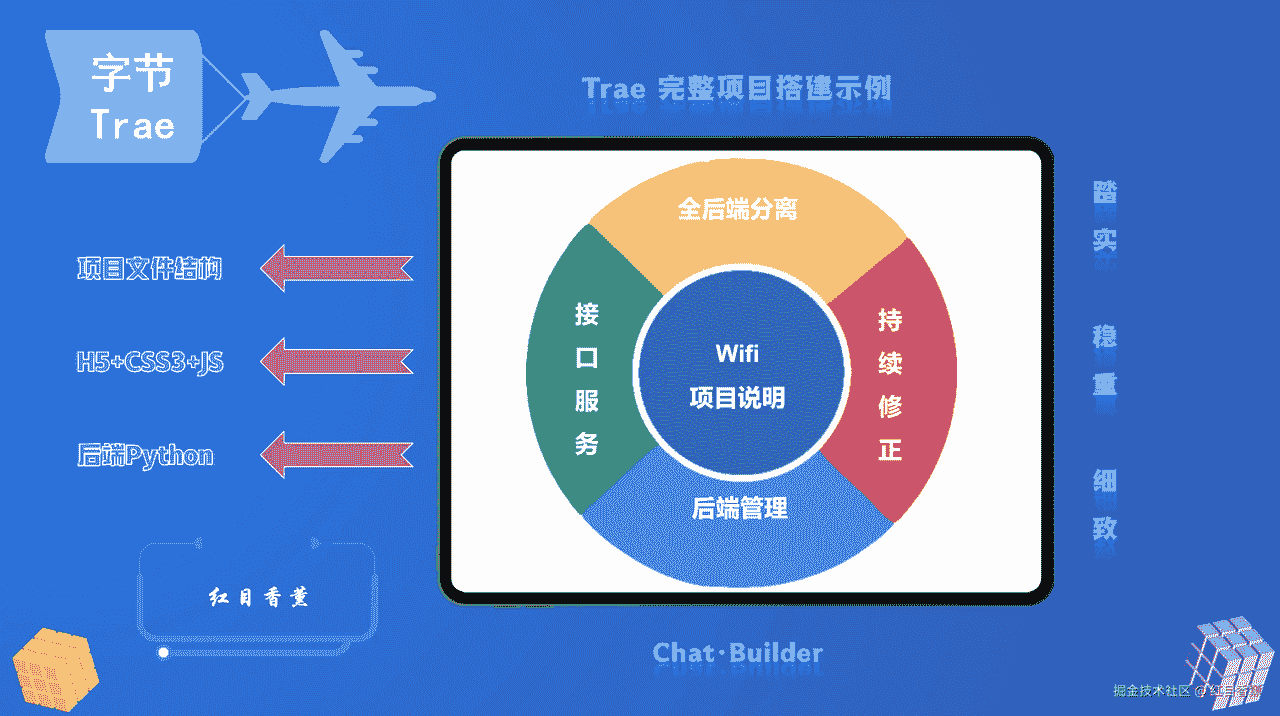 字节
Trae
Trae 完整项目搭建示例
项目文件结构
H5+CSS3+JS
后端Python
全后端分离
接口服务
Wifi
项目说明
持续修正
后端管理
踏实
稳重
细致
红目香薰
Chat·Builder
掘金技术社区 @ 红目香薰